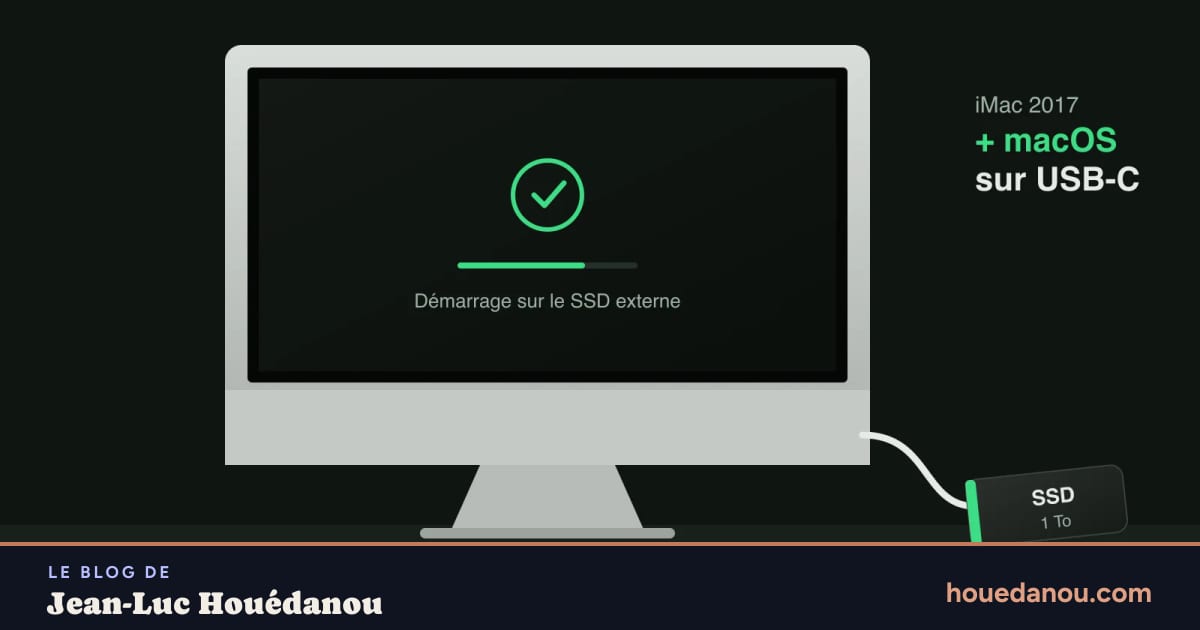 iMac 2017
+ macOS
sur USB-C
Démarrage sur le SSD externe
SSD
1 To
LE BLOG DE
Jean-Luc Houédanou
houedanou.com